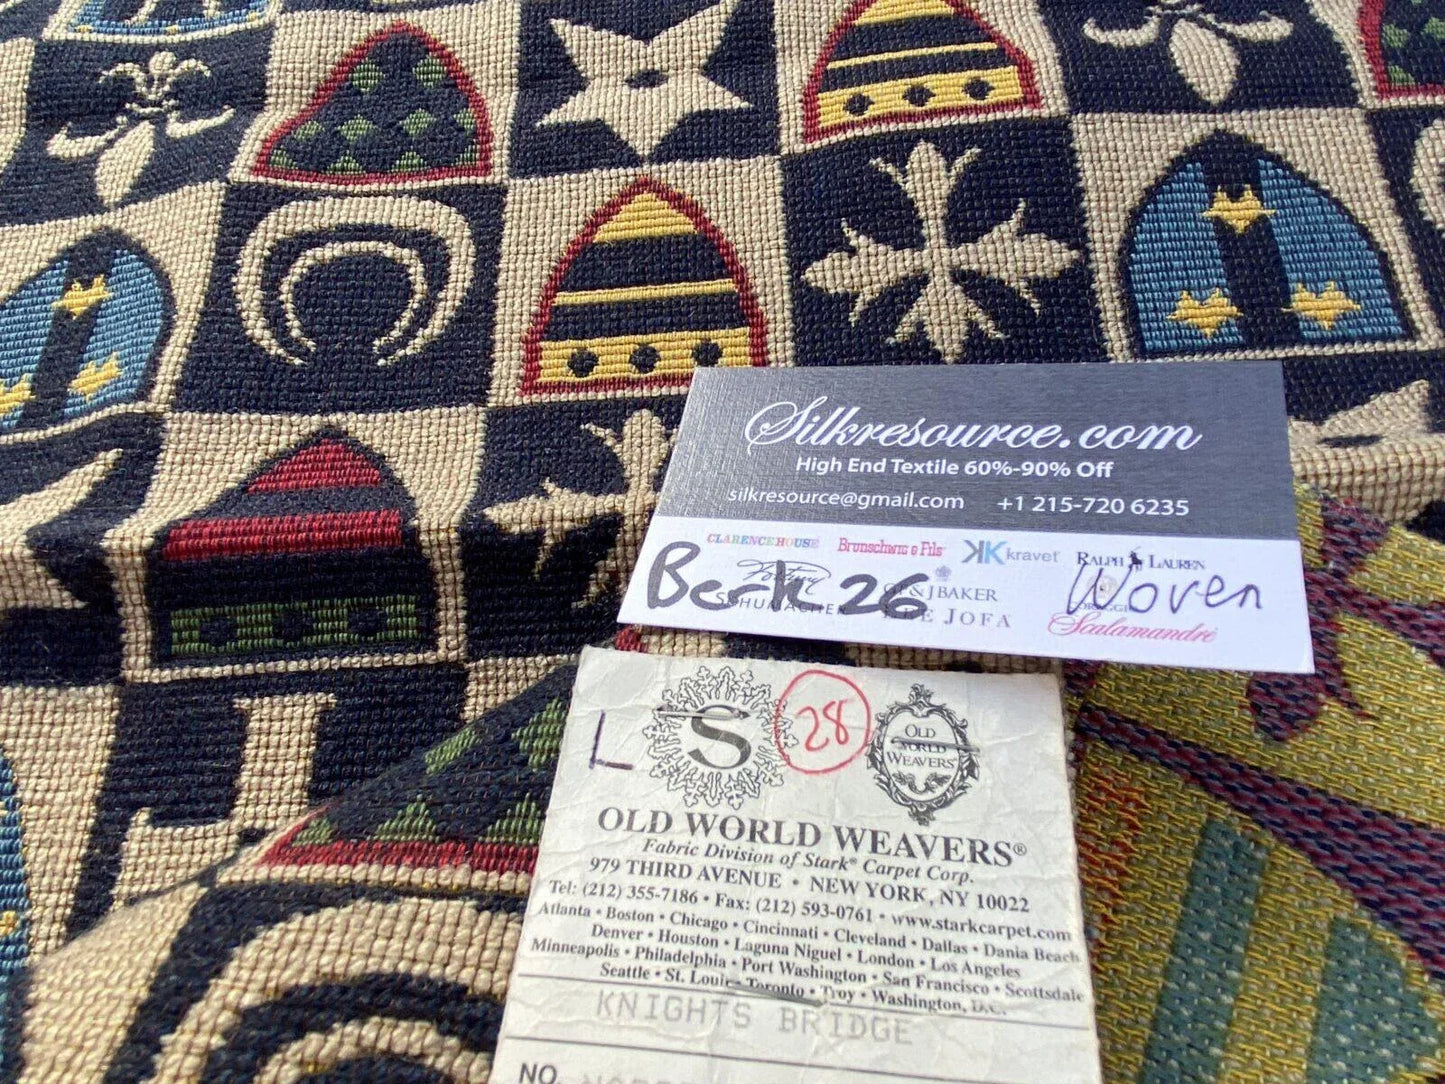 Silkresource.com
High End Textile 60%-90% Off
silkresource@gmail.com +1 215-720 6235
CLARENCE HOUSE Brunschwig & Fils kravet RALPH LAUREN
26 Woven
SCHUMACHER & J BAKER
JOFA
Scalamandré
L S 28 OLD WORLD WEAVERS
OLD WORLD WEAVERS®
Fabric Division of Stark® Carpet Corp.
979 THIRD AVENUE • NEW YORK, NY 10022
Tel: (212) 355-7186 • Fax: (212) 593-0761 • www.starkcarpet.com
Atlanta • Boston • Chicago • Cincinnati • Cleveland • Dallas • Dania Beach
Denver • Houston • Laguna Niguel • London • Los Angeles
Minneapolis • Philadelphia • Port Washington • San Francisco • Scottsdale
Seattle • St. Louis • Toronto • Troy • Washington, D.C.
KNIGHTS BRIDGE
NO.